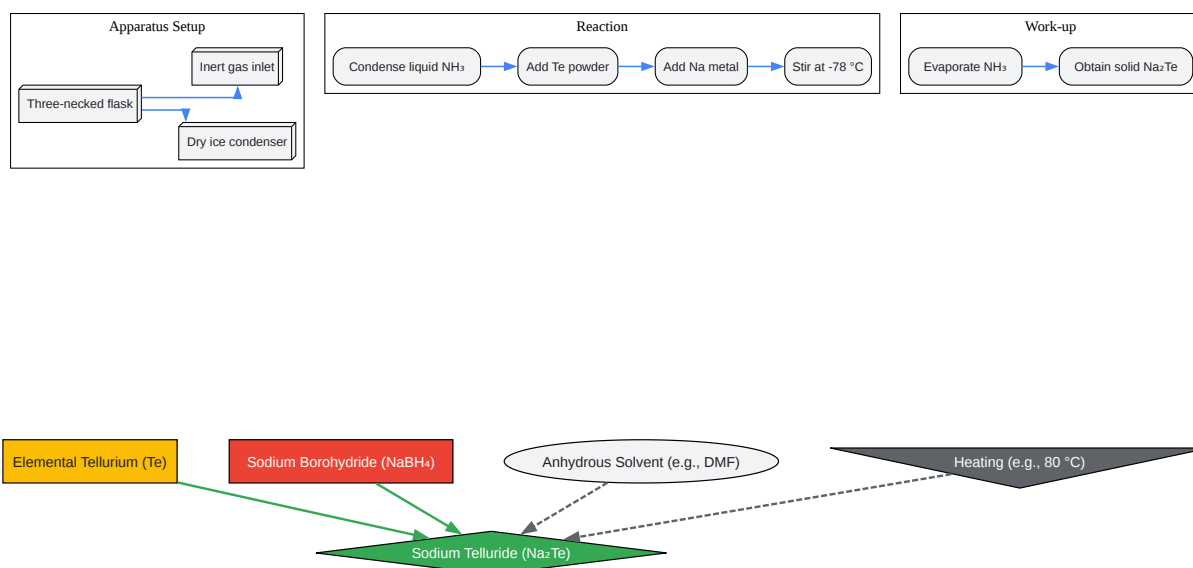 Apparatus Setup
Inert gas inlet
Three-necked flask
Dry ice condenser
Reaction
Condense liquid NH₃
Add Te powder
Add Na metal
Stir at -78 °C
Work-up
Evaporate NH₃
Obtain solid Na₂Te
Elemental Tellurium (Te)
Sodium Borohydride (NaBH₄)
Anhydrous Solvent (e.g., DMF)
Heating (e.g., 80 °C)
Sodium Telluride (Na₂Te)